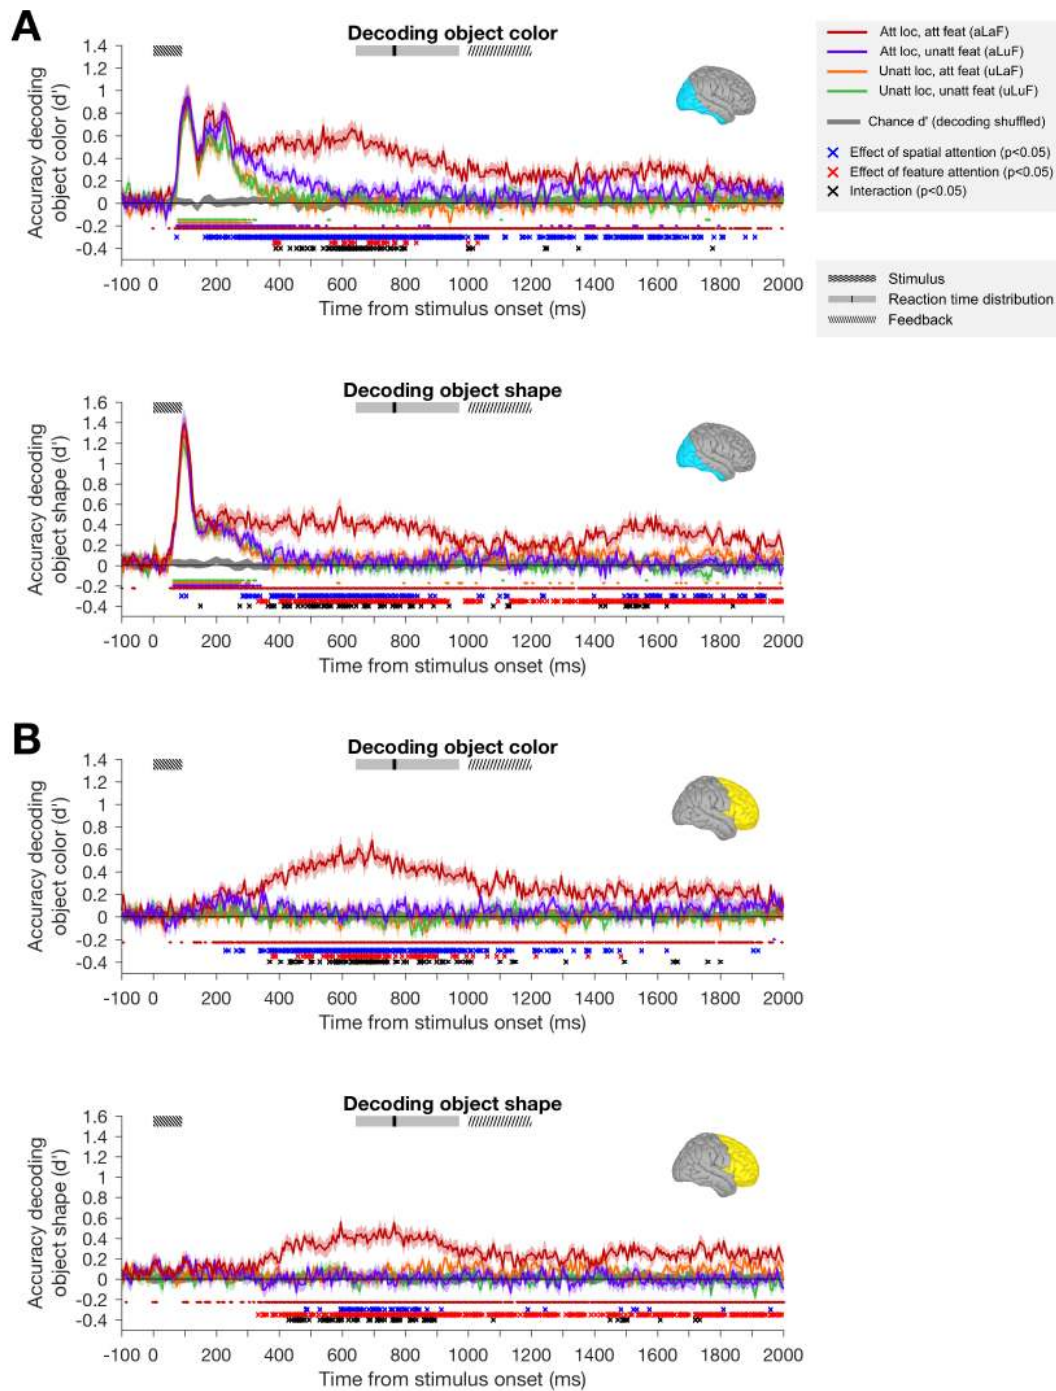 A
Decoding object color
1.4
1.2
1
0.8
0.6
0.4
0.2
0
-0.2
-0.4
Accuracy decoding
object color (d')
-100 0 200 400 600 800 1000 1200 1400 1600 1800 2000
Time from stimulus onset (ms)
Att loc, att feat (aLaF)
Att loc, unatt feat (aLuF)
Unatt loc, att feat (uLaF)
Unatt loc, unatt feat (uLuF)
Chance d' (decoding shuffled)
Effect of spatial attention (p<0.05)
Effect of feature attention (p<0.05)
Interaction (p<0.05)
Stimulus
Reaction time distribution
Feedback
Decoding object shape
1.6
1.4
1.2
1
0.8
0.6
0.4
0.2
0
-0.2
-0.4
Accuracy decoding
object shape (d')
-100 0 200 400 600 800 1000 1200 1400 1600 1800 2000
Time from stimulus onset (ms)
B
Decoding object color
1.4
1.2
1
0.8
0.6
0.4
0.2
0
-0.2
-0.4
Accuracy decoding
object color (d')
-100 0 200 400 600 800 1000 1200 1400 1600 1800 2000
Time from stimulus onset (ms)
Decoding object shape
1.6
1.4
1.2
1
0.8
0.6
0.4
0.2
0
-0.2
-0.4
Accuracy decoding
object shape (d')
-100 0 200 400 600 800 1000 1200 1400 1600 1800 2000
Time from stimulus onset (ms)